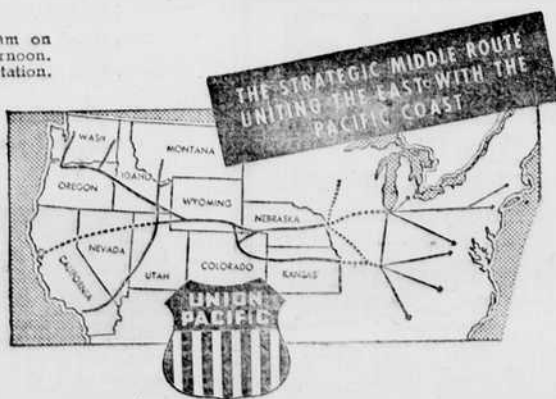 am on
ernoon.
tation.
THE STRATEGIC MIDDLE ROUTE
UNITING THE EAST WITH THE
PACIFIC COAST
WASH
MONTANA
OREGON
IDAHO
WYOMING
NEBRASKA
NEVADA
CALIFORNIA
UTAH
COLORADO
KANSAS
UNION
PACIFIC